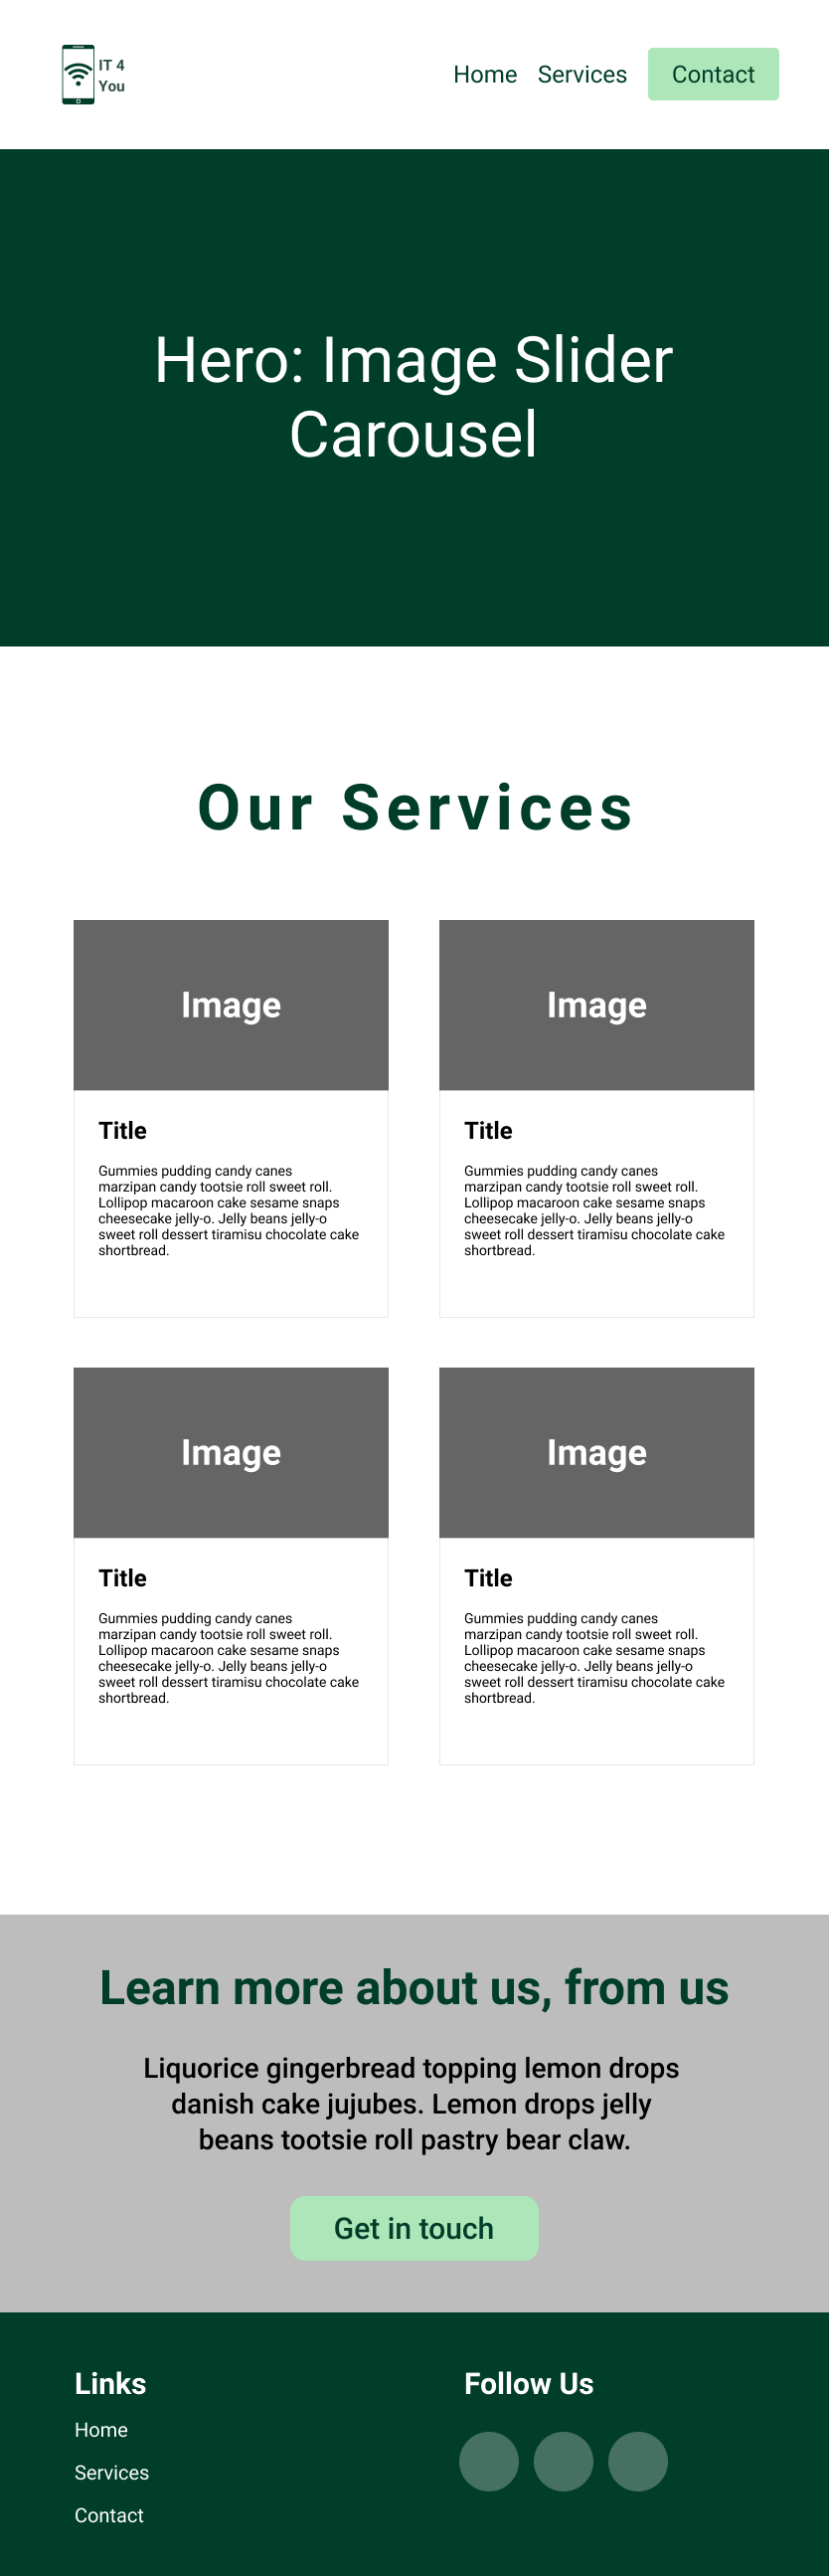 IT 4
You
Home
Services
Contact
Hero: Image Slider
Carousel
Our Services
Image
Title
Gummies pudding candy canes
marzipan candy tootsie roll sweet roll.
Lollipop macaroon cake sesame snaps
cheesecake jelly-o. Jelly beans jelly-o
sweet roll dessert tiramisu chocolate cake
shortbread.
Image
Title
Gummies pudding candy canes
marzipan candy tootsie roll sweet roll.
Lollipop macaroon cake sesame snaps
cheesecake jelly-o. Jelly beans jelly-o
sweet roll dessert tiramisu chocolate cake
shortbread.
Image
Title
Gummies pudding candy canes
marzipan candy tootsie roll sweet roll.
Lollipop macaroon cake sesame snaps
cheesecake jelly-o. Jelly beans jelly-o
sweet roll dessert tiramisu chocolate cake
shortbread.
Image
Title
Gummies pudding candy canes
marzipan candy tootsie roll sweet roll.
Lollipop macaroon cake sesame snaps
cheesecake jelly-o. Jelly beans jelly-o
sweet roll dessert tiramisu chocolate cake
shortbread.
Learn more about us, from us
Liquorice gingerbread topping lemon drops
danish cake jujubes. Lemon drops jelly
beans tootsie roll pastry bear claw.
Get in touch
Links
Home
Services
Contact
Follow Us